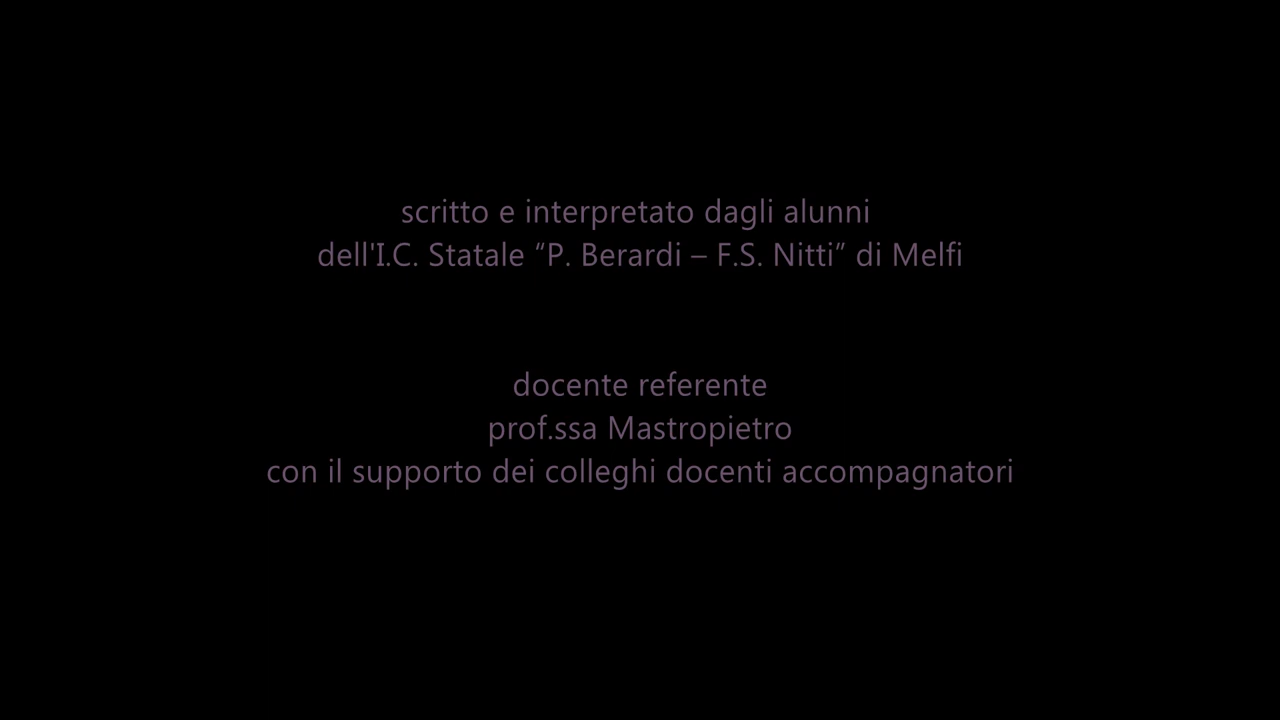 scritto e interpretato dagli alunni
dell'I.C. Statale “P. Berardi – F.S. Nitti” di Melfi
docente referente
prof.ssa Mastropietro
con il supporto dei colleghi docenti accompagnatori